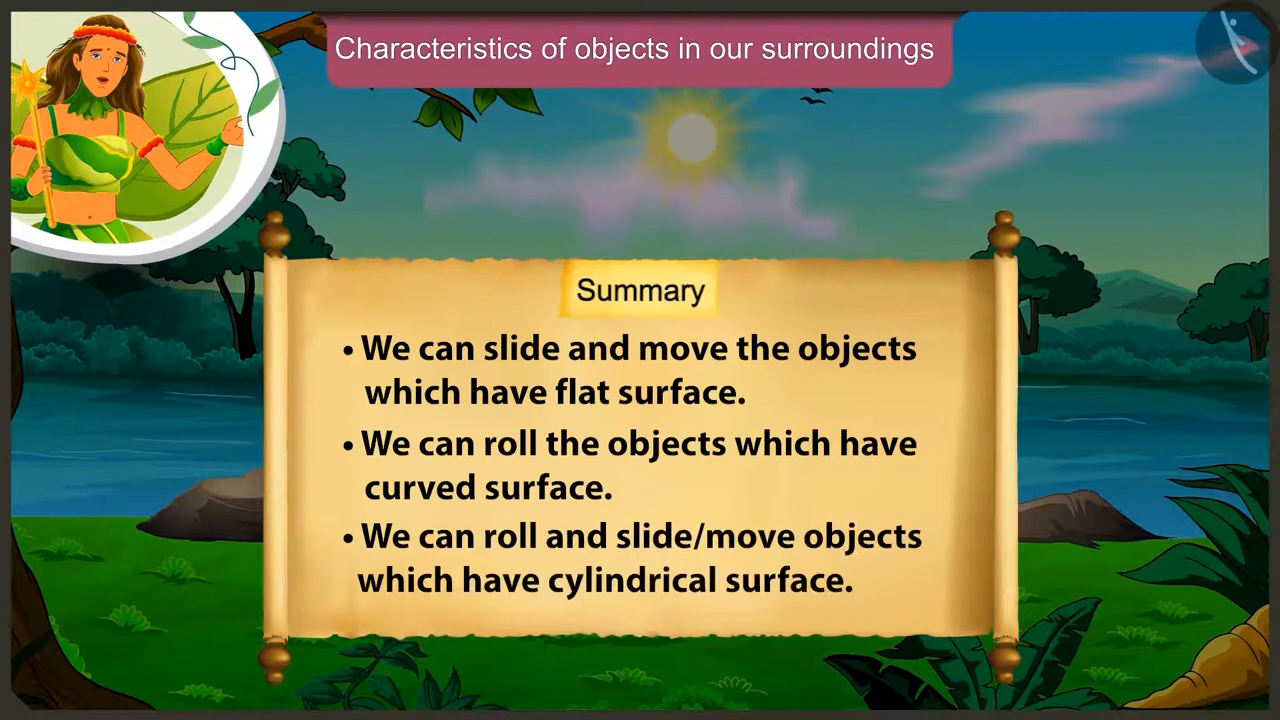 Characteristics of objects in our surroundings
Summary
• We can slide and move the objects
which have flat surface.
• We can roll the objects which have
curved surface.
• We can roll and slide/move objects
which have cylindrical surface.